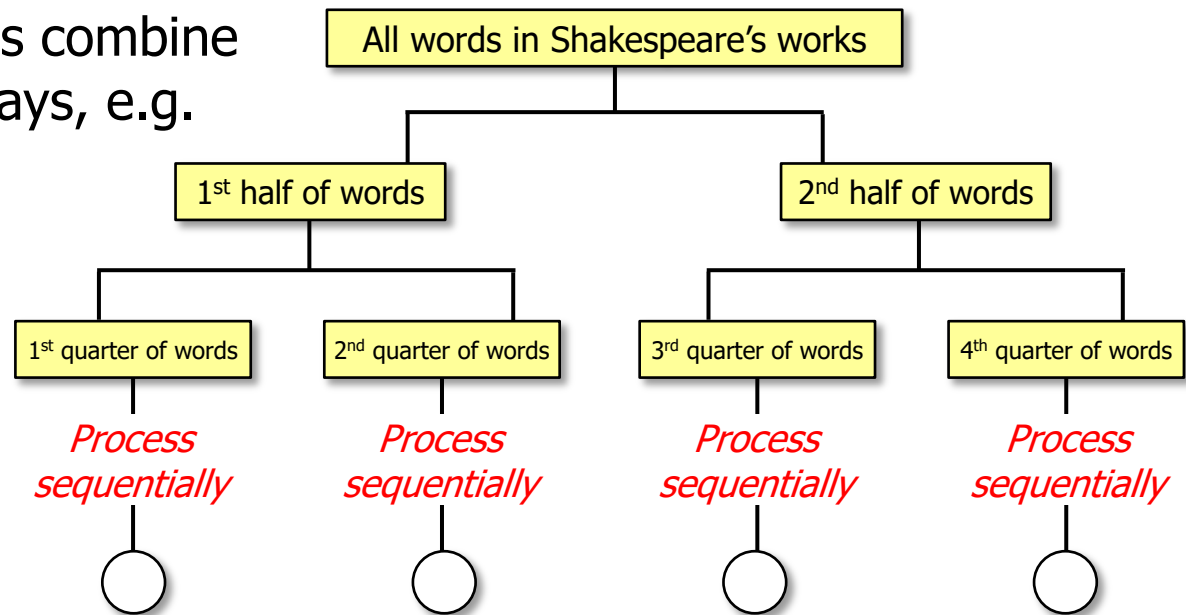 s combine
ays, e.g.
All words in Shakespeare’s works
1st half of words
2nd half of words
1st quarter of words
2nd quarter of words
3rd quarter of words
4th quarter of words
Process
sequentially
Process
sequentially
Process
sequentially
Process
sequentially